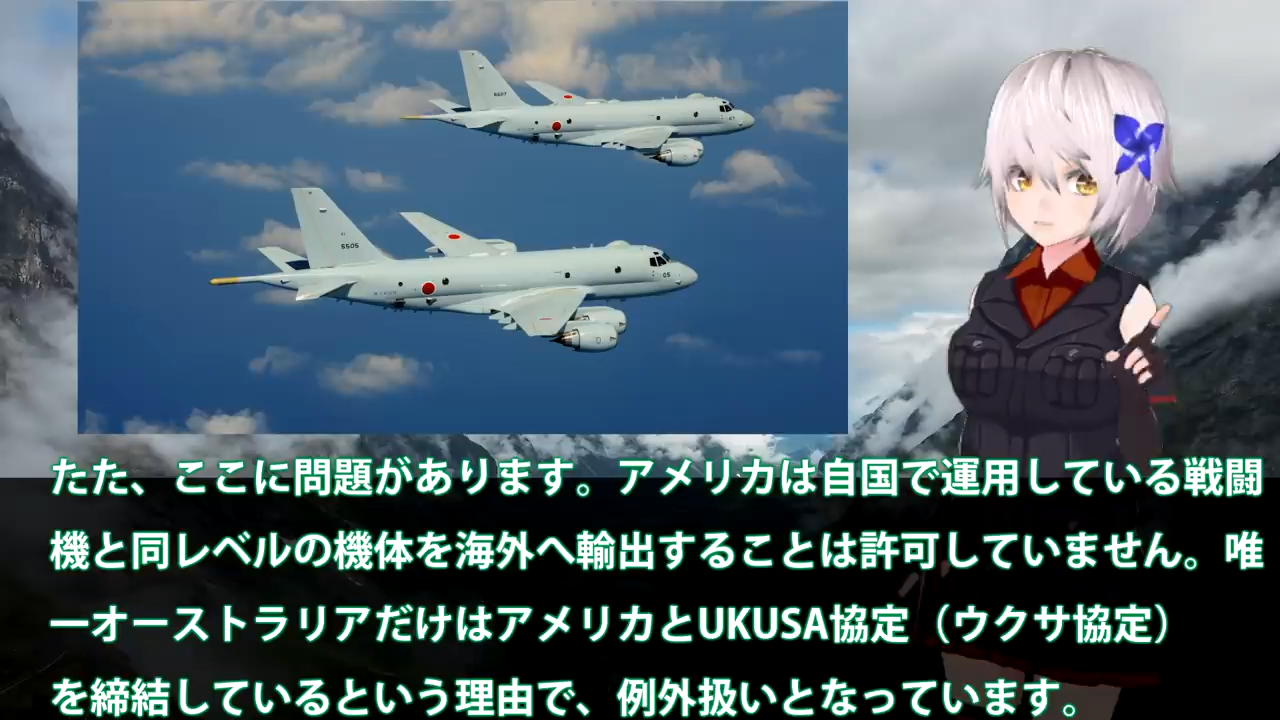 5507
07
5505
05
たた、ここに問題があります。アメリカは自国で運用している戦闘
機と同レベルの機体を海外へ輸出することは許可していません。唯
一オーストラリアだけはアメリカとUKUSA協定（ウクサ協定）
を締結しているという理由で、例外扱いとなっています。